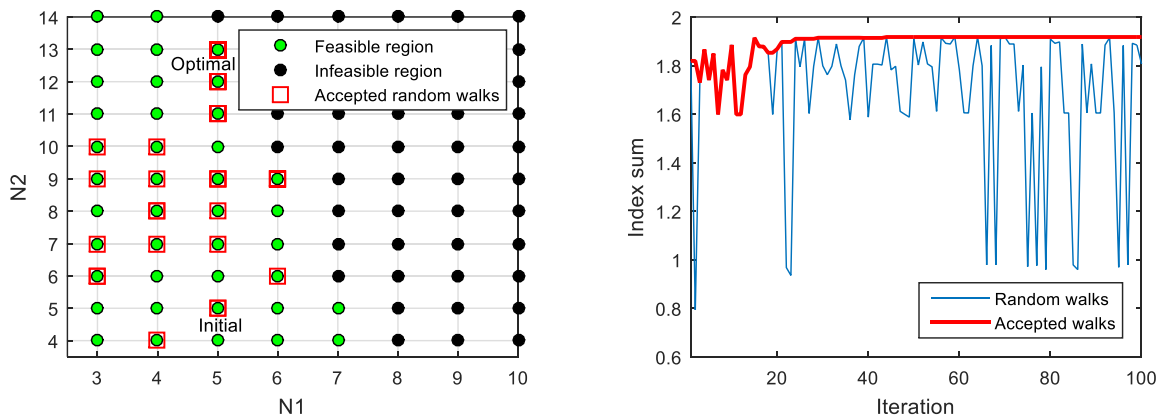 14
13
12
11
10
9
8
7
6
5
4
N2
3 4 5 6 7 8 9 10
N1
Optimal
Initial
Feasible region
Infeasible region
Accepted random walks
2
1.8
1.6
1.4
1.2
1
0.8
0.6
Index sum
20 40 60 80 100
Iteration
Random walks
Accepted walks